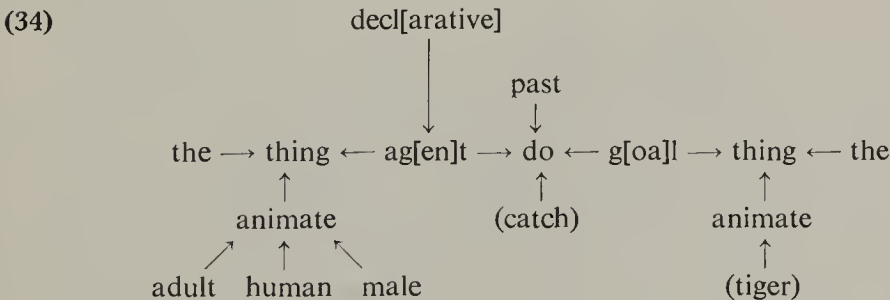 (34) decl[arative]
past
the → thing ← ag[en]t → do ← g[oa]l → thing ← the
animate (catch) animate
adult human male (tiger)